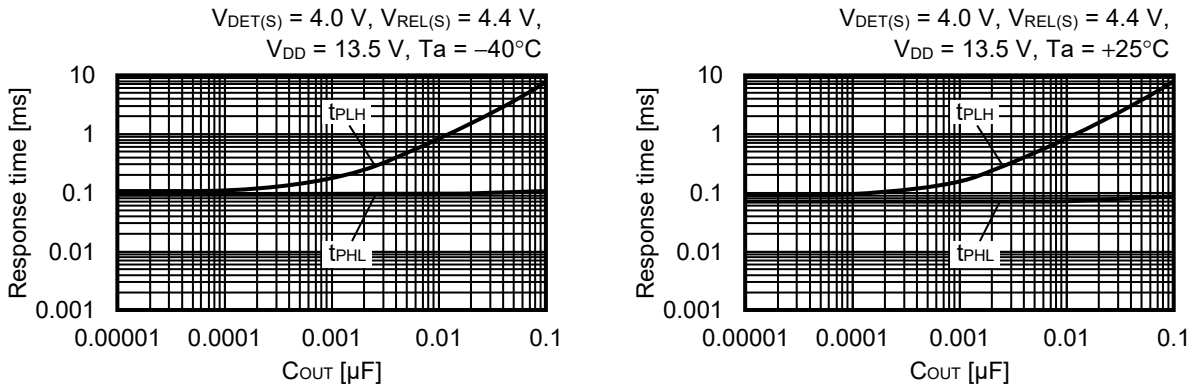 VDET(S) = 4.0 V, VREL(S) = 4.4 V,
VDD = 13.5 V, Ta = −40°C
Response time [ms]
10
1
0.1
0.01
0.001
tPLH
tPHL
0.00001 0.0001 0.001 0.01 0.1
COUT [µF]
VDET(S) = 4.0 V, VREL(S) = 4.4 V,
VDD = 13.5 V, Ta = +25°C
Response time [ms]
10
1
0.1
0.01
0.001
tPLH
tPHL
0.00001 0.0001 0.001 0.01 0.1
COUT [µF]